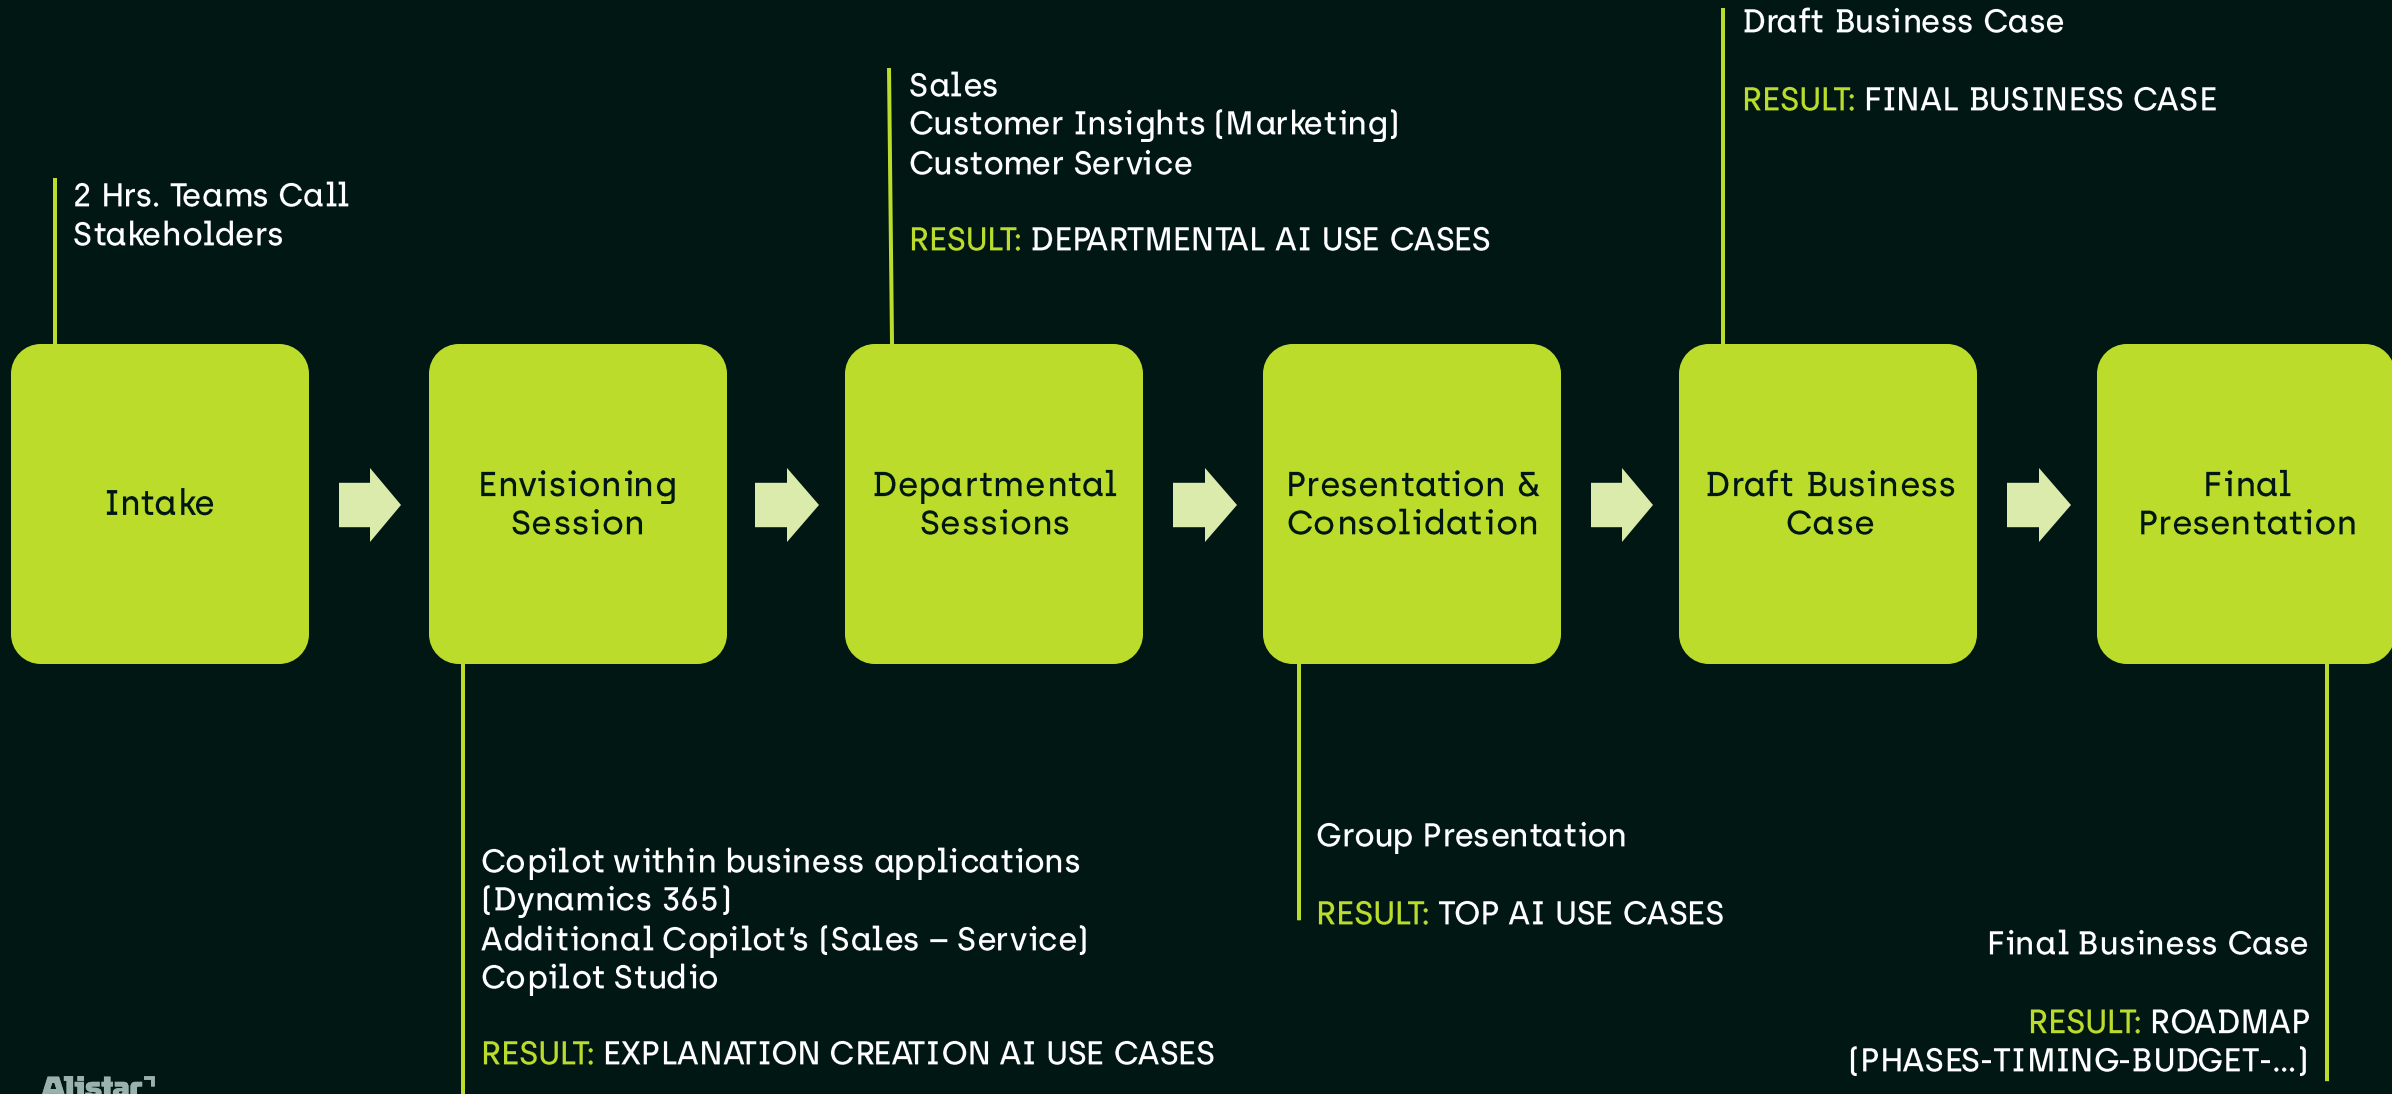 Draft Business Case
RESULT: FINAL BUSINESS CASE
Sales
Customer Insights (Marketing)
Customer Service
RESULT: DEPARTMENTAL AI USE CASES
2 Hrs. Teams Call
Stakeholders
Intake
Envisioning
Session
Departmental
Sessions
Presentation &
Consolidation
Draft Business
Case
Final
Presentation
Copilot within business applications
(Dynamics 365)
Additional Copilot’s (Sales – Service)
Copilot Studio
RESULT: EXPLANATION CREATION AI USE CASES
Group Presentation
RESULT: TOP AI USE CASES
Final Business Case
RESULT: ROADMAP
(PHASES-TIMING-BUDGET-...)
Alistar